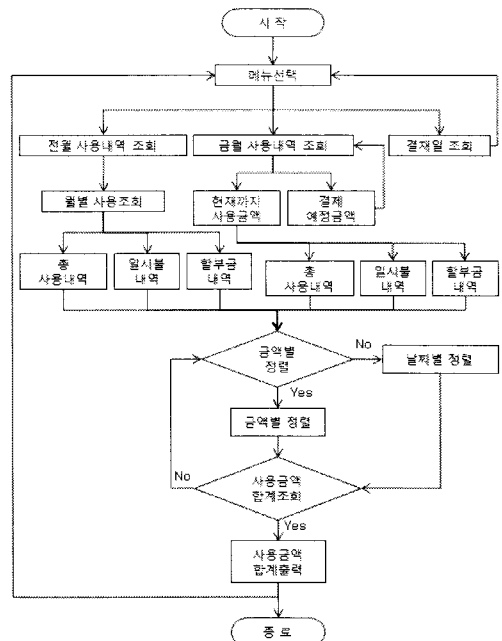 시 작
메뉴선택
전월 사용내역 조회
금월 사용내역 조회
결재일 조회
월별 사용조회
현재까지
사용금액
결제
예정금액
총
사용내역
일시불
내역
할부금
내역
총
사용내역
일시불
내역
할부금
내역
금액별
정렬
No
날짜별 정렬
Yes
금액별 정렬
No
사용금액
합계조회
Yes
사용금액
합계출력
종 료